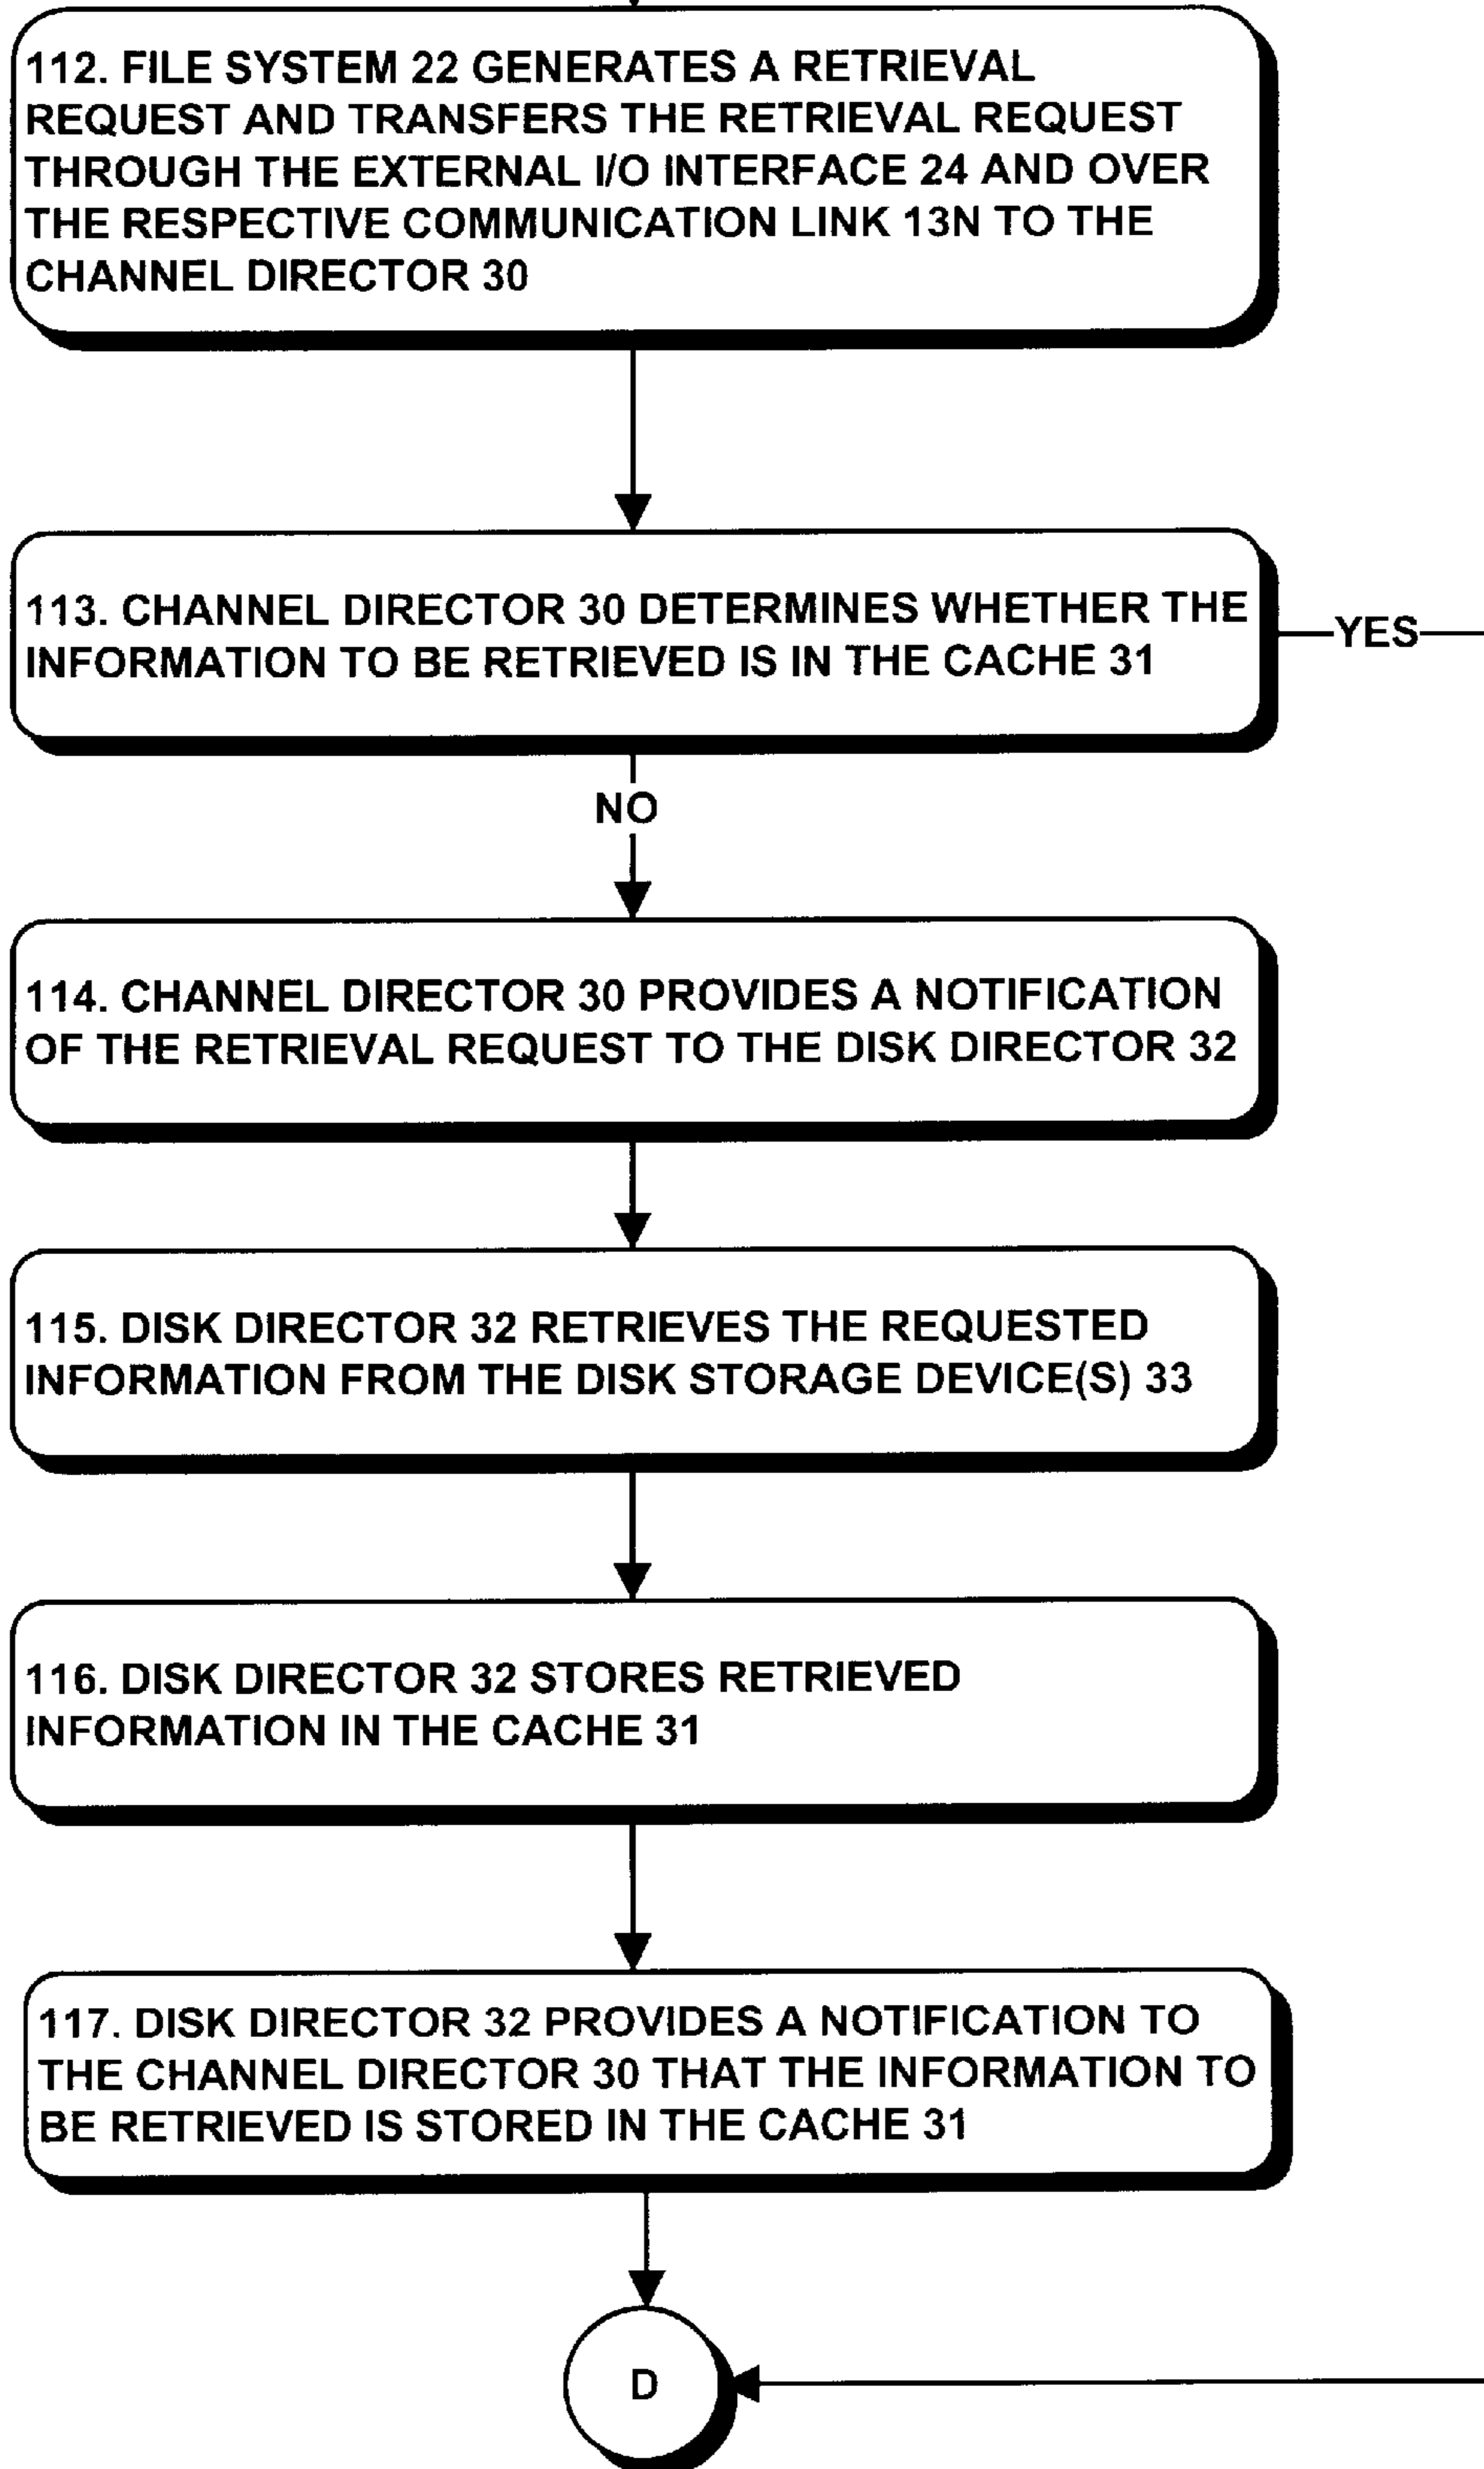 112. FILE SYSTEM 22 GENERATES A RETRIEVAL
REQUEST AND TRANSFERS THE RETRIEVAL REQUEST
THROUGH THE EXTERNAL I/O INTERFACE 24 AND OVER
THE RESPECTIVE COMMUNICATION LINK 13N TO THE
CHANNEL DIRECTOR 30
113. CHANNEL DIRECTOR 30 DETERMINES WHETHER THE
INFORMATION TO BE RETRIEVED IS IN THE CACHE 31
YES
NO
114. CHANNEL DIRECTOR 30 PROVIDES A NOTIFICATION
OF THE RETRIEVAL REQUEST TO THE DISK DIRECTOR 32
115. DISK DIRECTOR 32 RETRIEVES THE REQUESTED
INFORMATION FROM THE DISK STORAGE DEVICE(S) 33
116. DISK DIRECTOR 32 STORES RETRIEVED
INFORMATION IN THE CACHE 31
117. DISK DIRECTOR 32 PROVIDES A NOTIFICATION TO
THE CHANNEL DIRECTOR 30 THAT THE INFORMATION TO
BE RETRIEVED IS STORED IN THE CACHE 31
D